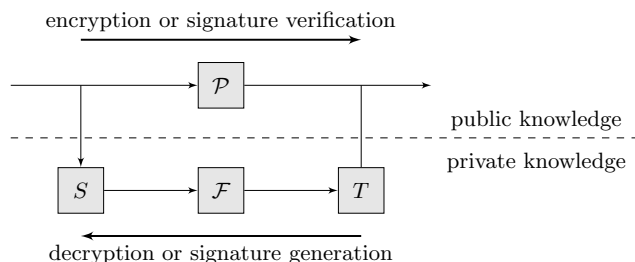 encryption or signature verification
𝒫
public knowledge
private knowledge
S
ℱ
T
decryption or signature generation